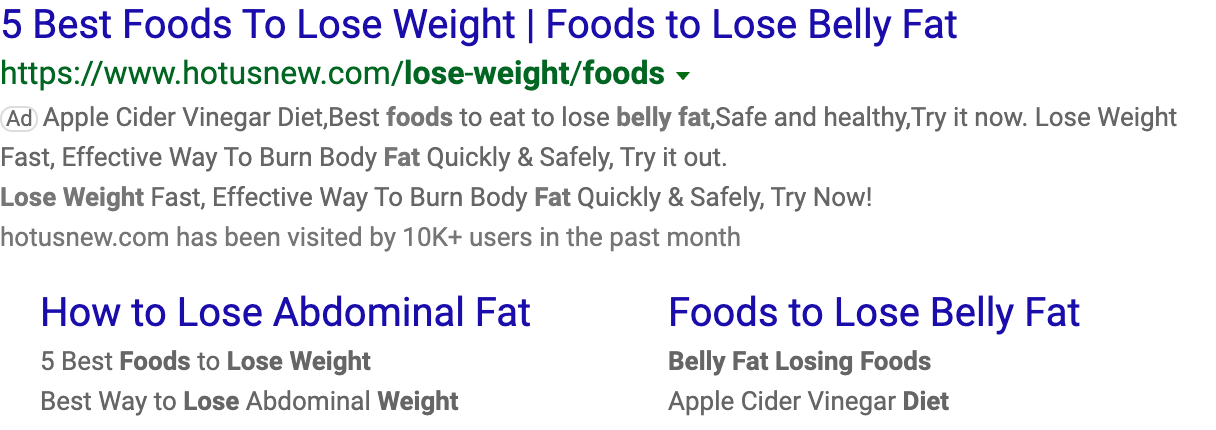 5 Best Foods To Lose Weight | Foods to Lose Belly Fat
https://www.hotusnew.com/lose-weight/foods
Ad Apple Cider Vinegar Diet,Best foods to eat to lose belly fat,Safe and healthy,Try it now. Lose Weight
Fast, Effective Way To Burn Body Fat Quickly & Safely, Try it out.
Lose Weight Fast, Effective Way To Burn Body Fat Quickly & Safely, Try Now!
hotusnew.com has been visited by 10K+ users in the past month
How to Lose Abdominal Fat
5 Best Foods to Lose Weight
Best Way to Lose Abdominal Weight
Foods to Lose Belly Fat
Belly Fat Losing Foods
Apple Cider Vinegar Diet